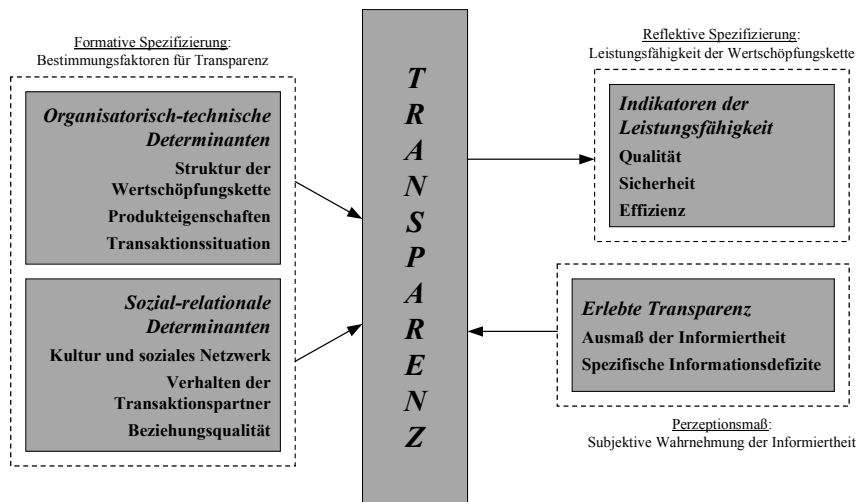 Formative Spezifizierung:
Bestimmungsfaktoren für Transparenz
Organisatorisch-technische
Determinanten
Struktur der
Wertschöpfungskette
Produkteigenschaften
Transaktionssituation
Sozial-relationale
Determinanten
Kultur und soziales Netzwerk
Verhalten der
Transaktionspartner
Beziehungsqualität
T
R
A
N
S
P
A
R
E
N
Z
Reflektive Spezifizierung:
Leistungsfähigkeit der Wertschöpfungskette
Indikatoren der
Leistungsfähigkeit
Qualität
Sicherheit
Effizienz
Erlebte Transparenz
Ausmaß der Informiertheit
Spezifische Informationsdefizite
Perzeptionsmaß:
Subjektive Wahrnehmung der Informiertheit